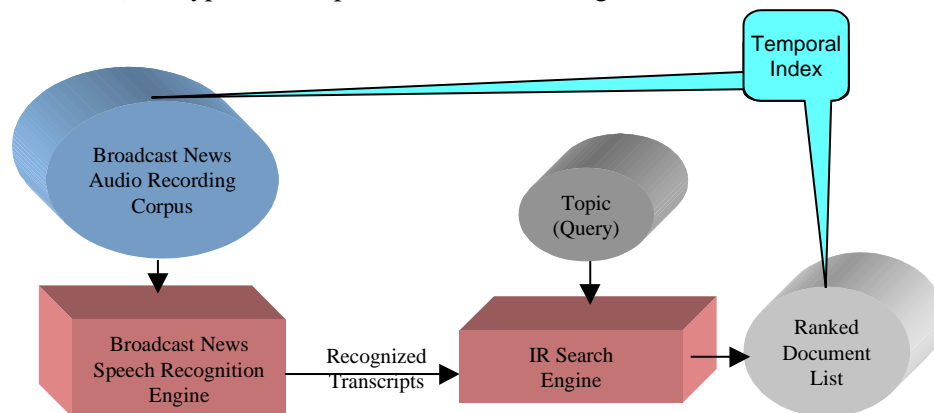 Temporal
Index
Broadcast News
Audio Recording
Corpus
Topic
(Query)
Broadcast News
Speech Recognition
Engine
Recognized
Transcripts
IR Search
Engine
Ranked
Document
List